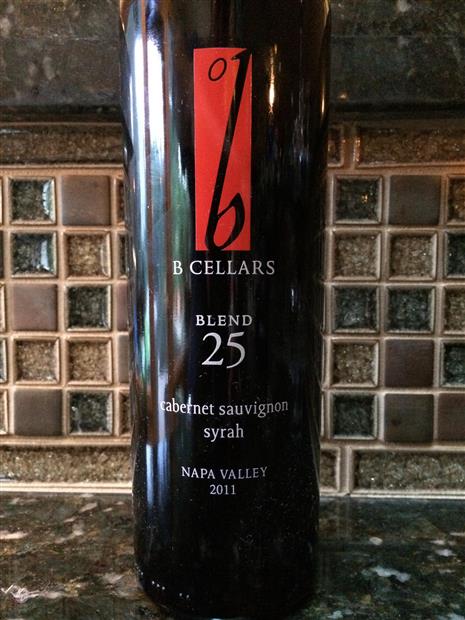 °b
B CELLARS
BLEND
25
cabernet sauvignon
syrah
NAPA VALLEY
2011